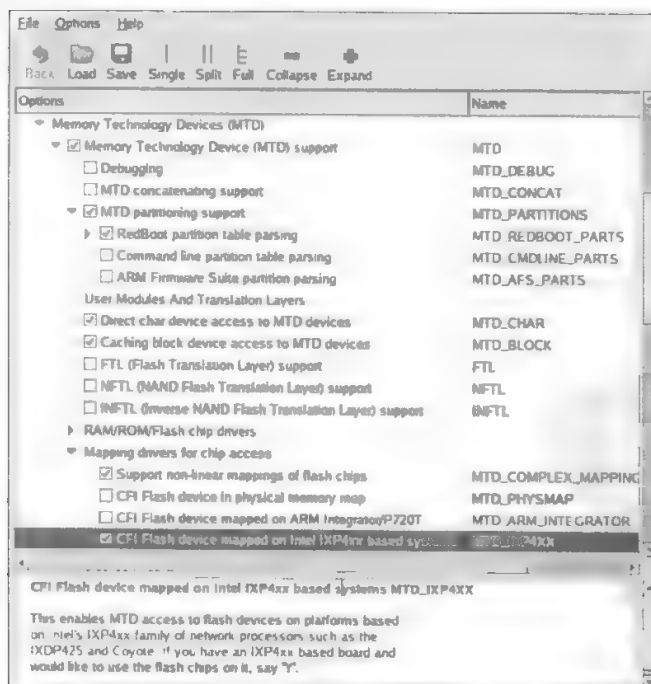 File Options Help
Back Load Save Single Split Full Collapse Expand
Options Name
Memory Technology Devices (MTD)
Memory Technology Device (MTD) support MTD
Debugging MTD_DEBUG
MTD concatenating support MTD_CONCAT
MTD partitioning support MTD_PARTITIONS
RedBoot partition table parsing MTD_REDBOOT_PARTS
Command line partition table parsing MTD_CMDLINE_PARTS
ARM Firmware Suite partition parsing MTD_AFS_PARTS
User Modules And Translation Layers
Direct char device access to MTD devices MTD_CHAR
Caching block device access to MTD devices MTD_BLOCK
FTL (Flash Translation Layer) support FTL
NFTL (NAND Flash Translation Layer) support NFTL
INFTL (Inverse NAND Flash Translation Layer) support INFTL
RAM/ROM/Flash chip drivers
Mapping drivers for chip access
Support non-linear mappings of flash chips MTD_COMPLEX_MAPPING
CFI Flash device in physical memory map MTD_PHYSMAP
CFI Flash device mapped on ARM Integrator/P720T MTD_ARM_INTEGRATOR
CFI Flash device mapped on Intel IXP4xx based sys MTD_IXP4XX
CFI Flash device mapped on Intel IXP4xx based systems MTD_IXP4XX
This enables MTD access to flash devices on platforms based
on Intel's IXP4xx family of network processors such as the
IXDP425 and Coyote. If you have an IXP4xx based board and
would like to use the flash chips on it, say 'Y'.